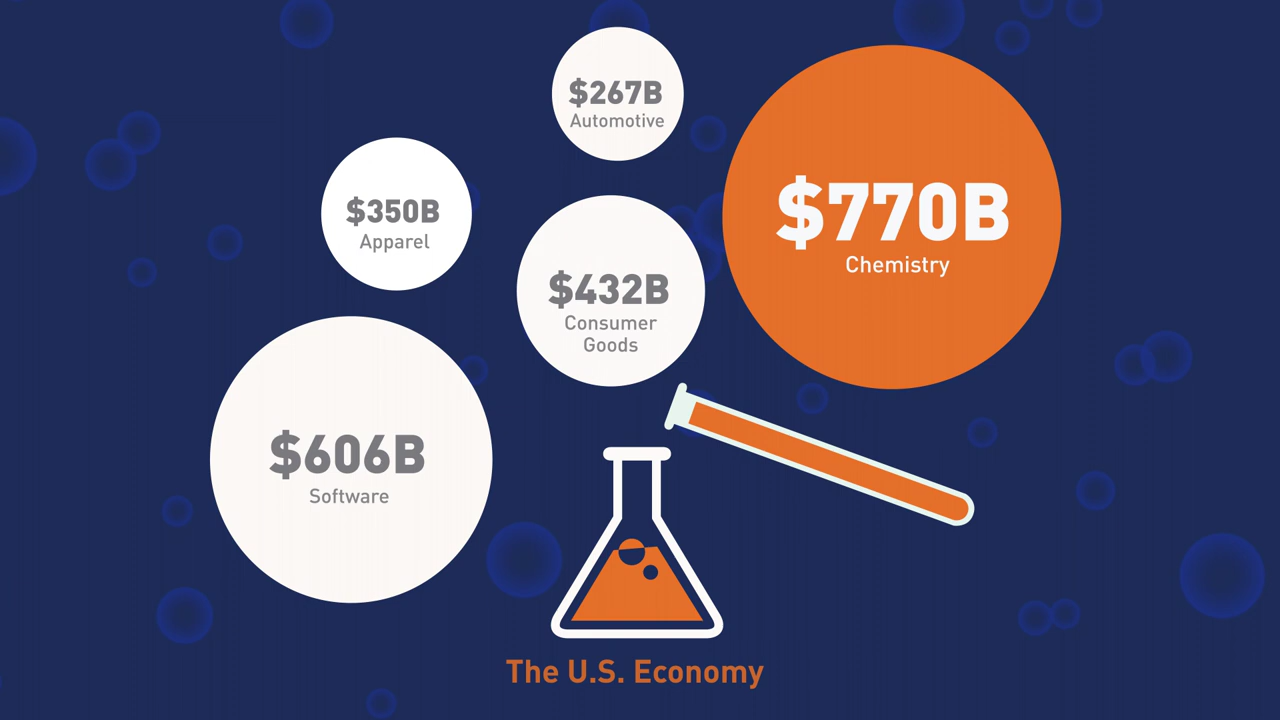 $267B
Automotive
$770B
Chemistry
$350B
Apparel
$432B
Consumer
Goods
$606B
Software
The U.S. Economy